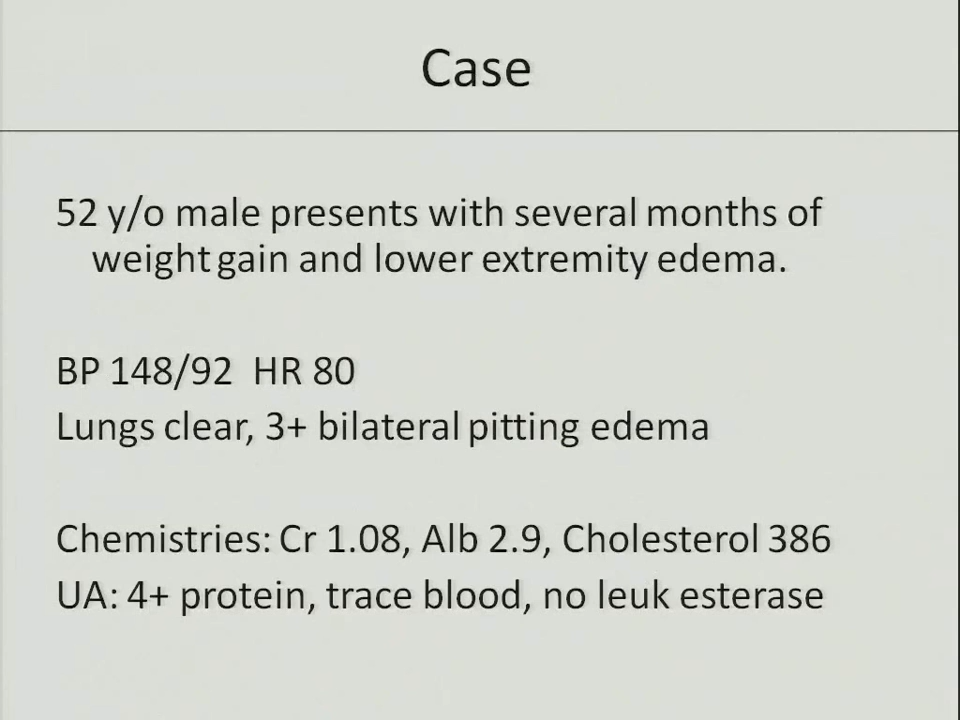 Case
52 y/o male presents with several months of
weight gain and lower extremity edema.
BP 148/92  HR 80
Lungs clear, 3+ bilateral pitting edema
Chemistries: Cr 1.08, Alb 2.9, Cholesterol 386
UA: 4+ protein, trace blood, no leuk esterase